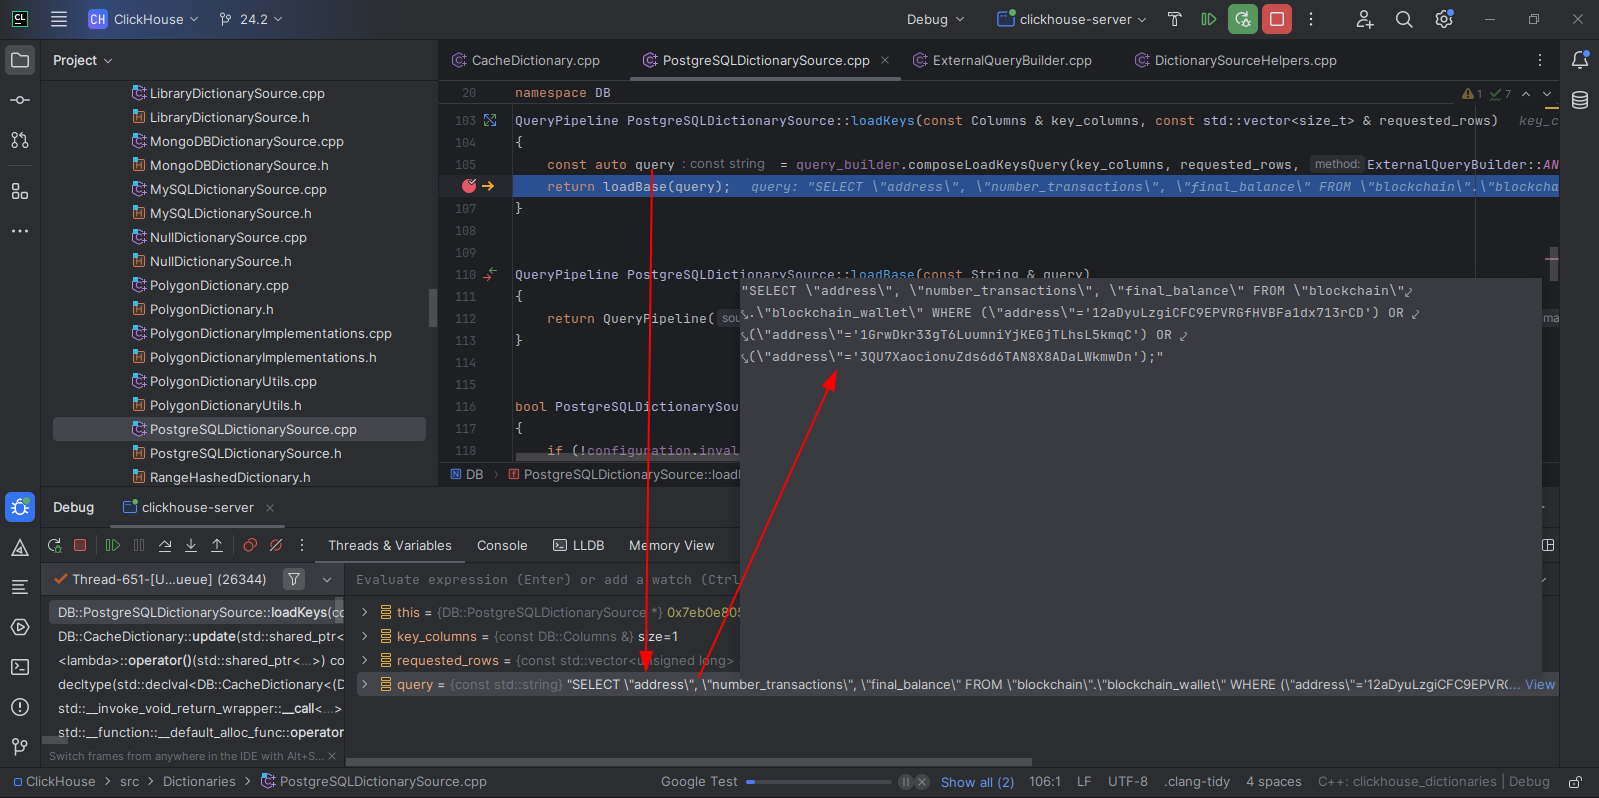 CL
CH ClickHouse
24.2
Debug
clickhouse-server
Project
LibraryDictionarySource.cpp
LibraryDictionarySource.h
MongoDBDictionarySource.cpp
MongoDBDictionarySource.h
MySQLDictionarySource.cpp
MySQLDictionarySource.h
NullDictionarySource.cpp
NullDictionarySource.h
PolygonDictionary.cpp
PolygonDictionary.h
PolygonDictionaryImplementations.cpp
PolygonDictionaryImplementations.h
PolygonDictionaryUtils.cpp
PolygonDictionaryUtils.h
PostgreSQLDictionarySource.cpp
PostgreSQLDictionarySource.h
RangeHashedDictionary.h
CacheDictionary.cpp
PostgreSQLDictionarySource.cpp
ExternalQueryBuilder.cpp
DictionarySourceHelpers.cpp
20 namespace DB
1 7
103 QueryPipeline PostgreSQLDictionarySource::loadKeys(const Columns & key_columns, const std::vector<size_t> & requested_rows) key_c
104 {
105 const auto query : const string = query_builder.composeLoadKeysQuery(key_columns, requested_rows, method: ExternalQueryBuilder::AN
return loadBase(query); query: "SELECT \"address\", \"number_transactions\", \"final_balance\" FROM \"blockchain\".\"blockcha
107 }
108
109
110 QueryPipeline PostgreSQLDictionarySource::loadBase(const String & query)
111 {
112 return QueryPipeline( sou
113 }
114
115
116 bool PostgreSQLDictionarySou
117 {
118 if (!configuration.inval
"SELECT \"address\", \"number_transactions\", \"final_balance\" FROM \"blockchain\"
.\"blockchain_wallet\" WHERE (\"address\"='12aDyuLzgiCFC9EPVRGfHVBFa1dx713rCD') OR
(\"address\"='1GrwDkr33gT6LuumniYjKEGjTLhsL5kmqC') OR
(\"address\"='3QU7XaocionuZds6d6TAN8X8ADaLWkmwDn');"
ma
DB
PostgreSQLDictionarySource::loadI
Debug
clickhouse-server
Threads & Variables
Console
LLDB
Memory View
Thread-651-[U...ueue] (26344)
Evaluate expression (Enter) or add a watch (Ctrl
DB::PostgreSQLDictionarySource::loadKeys(co
DB::CacheDictionary::update(std::shared_ptr<
<lambda>::operator()(std::shared_ptr<...>) co
decltype(std::declval<DB::CacheDictionary<(D
std::__invoke_void_return_wrapper::__call<...>
std::__function::__default_alloc_func::operator
Switch frames from anywhere in the IDE with Alt+S...
this = {DB::PostgreSQLDictionarySource *} 0x7eb0e805
key_columns = {const DB::Columns &} size=1
requested_rows = {const std::vector<unsigned long>
query = {const std::string} "SELECT \"address\", \"number_transactions\", \"final_balance\" FROM \"blockchain\".\"blockchain_wallet\" WHERE (\"address\"='12aDyuLzgiCFC9EPVRG... View
ClickHouse
src
Dictionaries
PostgreSQLDictionarySource.cpp
Google Test
Show all (2)
106:1
LF
UTF-8
.clang-tidy
4 spaces
C++: clickhouse_dictionaries | Debug